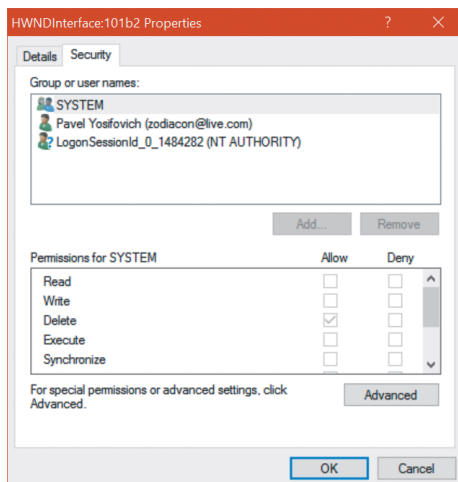 HWNDInterface:101b2 Properties ? ×
Details Security
Group or user names:
SYSTEM
Pavel Yosifovich (zodiacon@live.com)
LogonSessionId_0_1484282 (NT AUTHORITY)
Add... Remove
Permissions for SYSTEM Allow Deny
Read
Write
Delete
Execute
Synchronize
For special permissions or advanced settings, click
Advanced.
Advanced
OK Cancel